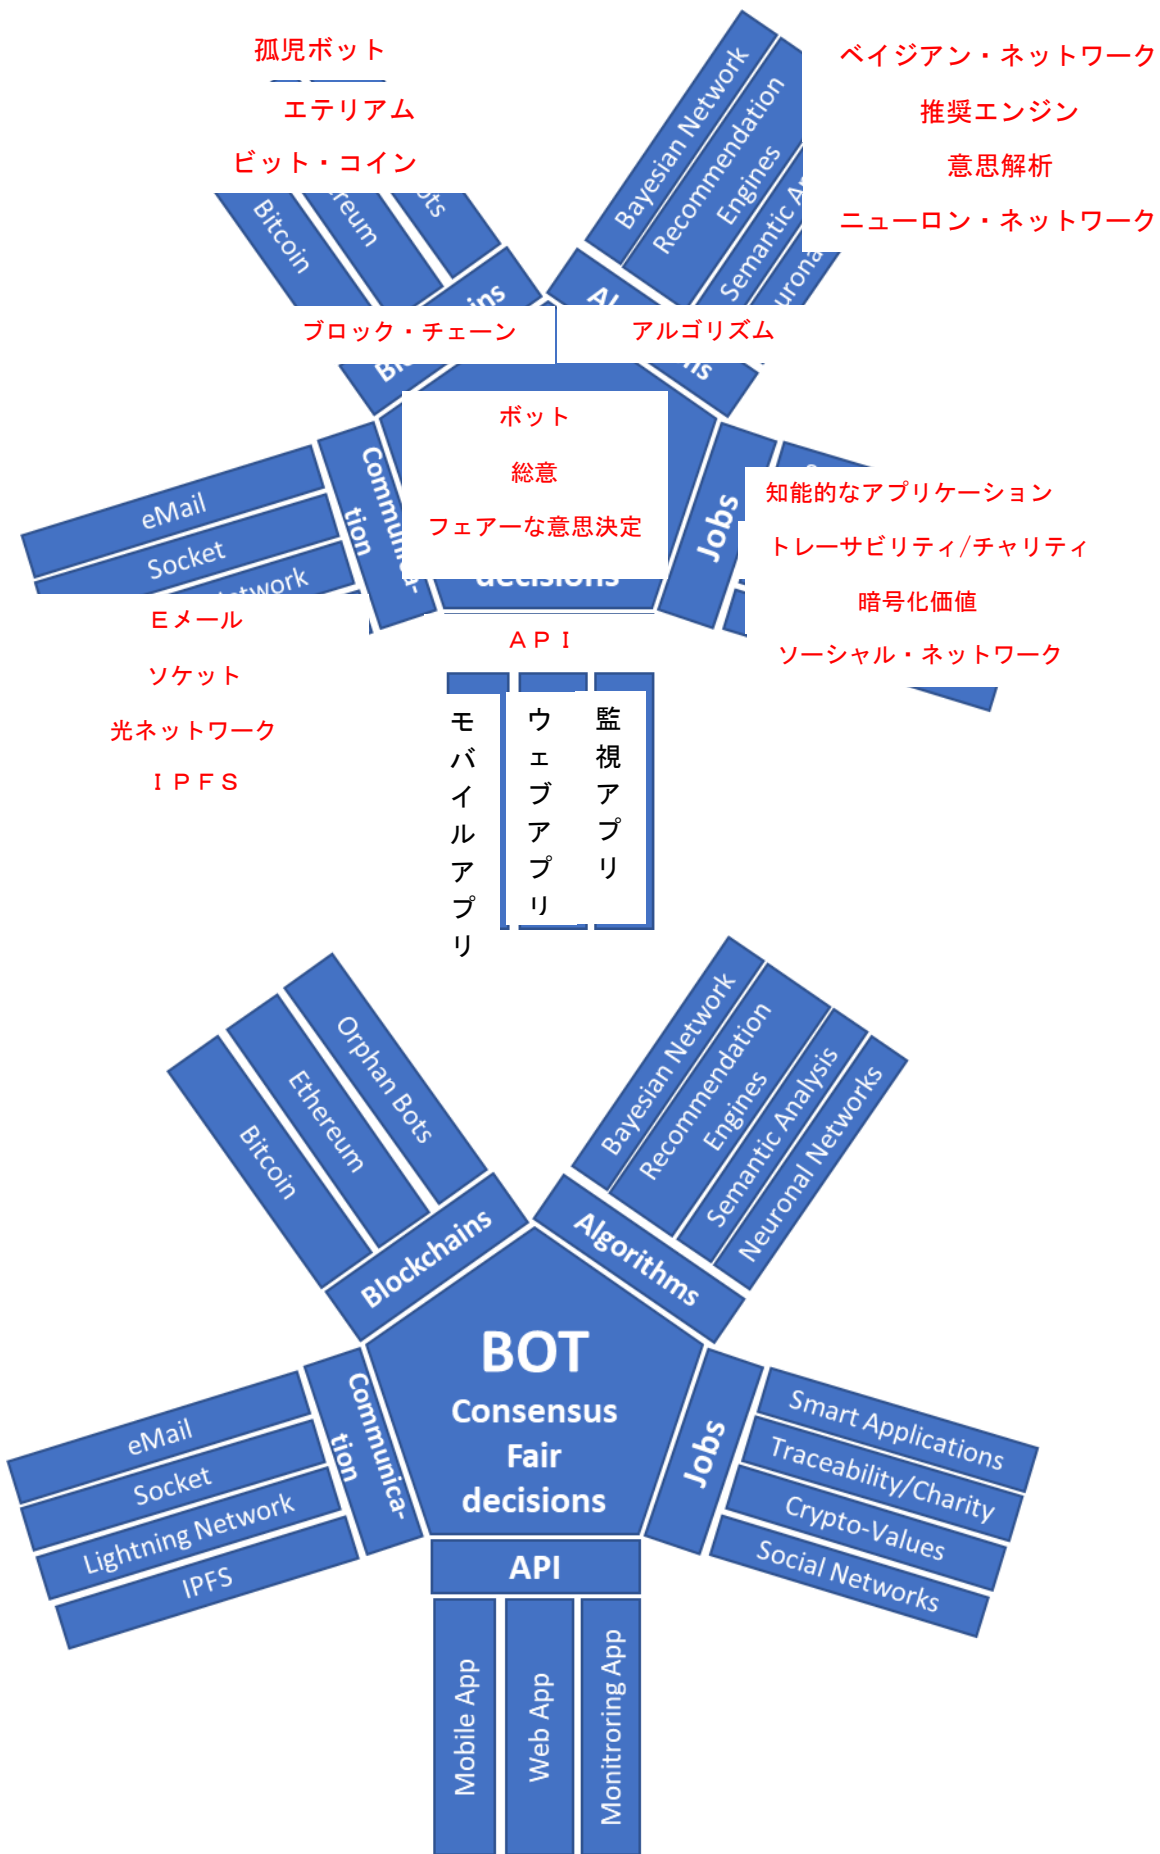 孤児ボット
エテリアム
ビット・コイン
ベイジアン・ネットワーク
推奨エンジン
意思解析
ニューロン・ネットワーク
Bitcoin
Bayesian Network
Recommendation
Engines
ブロック・チェーン
アルゴリズム
ボット
総意
フェアーな意思決定
decisions
Communica-
tion
eMail
Socket
Jobs
知能的なアプリケーション
トレーサビリティ/チャリティ
暗号化価値
ソーシャル・ネットワーク
Eメール
ソケット
光ネットワーク
IPFS
API
モバイルアプリ
ウェブアプリ
監視アプリ
Bitcoin
Ethereum
Orphan Bots
Blockchains
Bayesian Network
Recommendation
Engines
Semantic Analysis
Neuronal Networks
Algorithms
BOT
Consensus
Fair
decisions
Communica-
tion
eMail
Socket
Lightning Network
IPFS
Jobs
Smart Applications
Traceability/Charity
Crypto-Values
Social Networks
API
Mobile App
Web App
Monitroring App